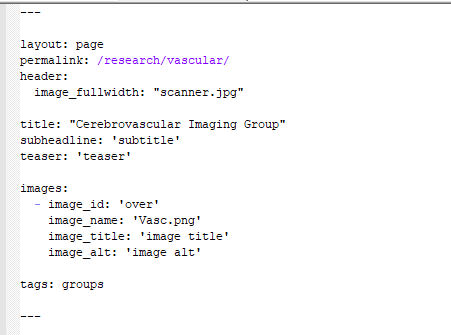 ---
layout: page
permalink: /research/vascular/
header:
  image_fullwidth: "scanner.jpg"
title: "Cerebrovascular Imaging Group"
subheadline: 'subtitle'
teaser: 'teaser'
images:
  - image_id: 'over'
    image_name: 'Vasc.png'
    image_title: 'image title'
    image_alt: 'image alt'
tags: groups
---